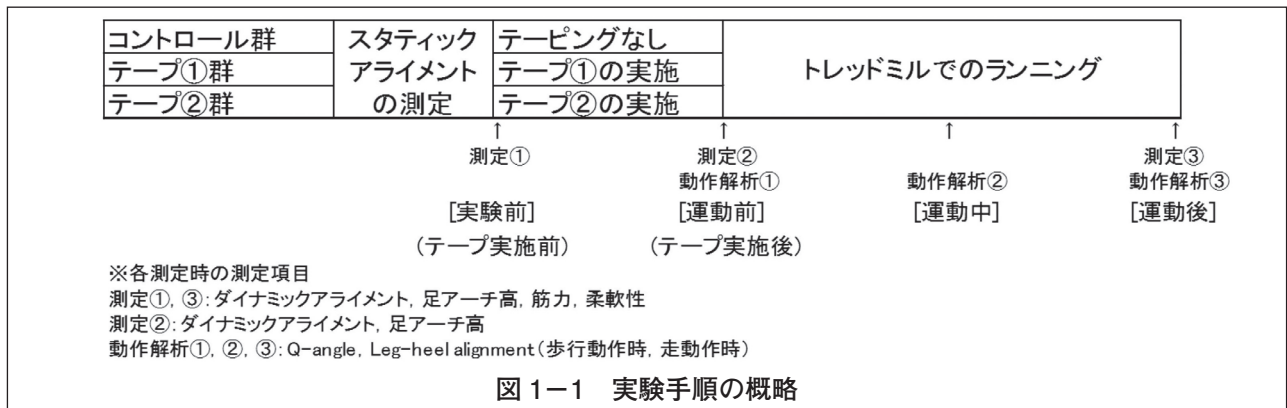 コントロール群 スタティック テーピングなし
テープ①群 アライメント テープ①の実施 トレッドミルでのランニング
テープ②群 の測定 テープ②の実施
↑ ↑ ↑ ↑
測定① 測定② 測定③
動作解析① 動作解析② 動作解析③
[実験前] [運動前] [運動中] [運動後]
(テープ実施前) (テープ実施後)
※各測定時の測定項目
測定①, ③:ダイナミックアライメント, 足アーチ高, 筋力, 柔軟性
測定②:ダイナミックアライメント, 足アーチ高
動作解析①, ②, ③:Q-angle, Leg-heel alignment(歩行動作時, 走動作時)
図 1-1 実験手順の概略